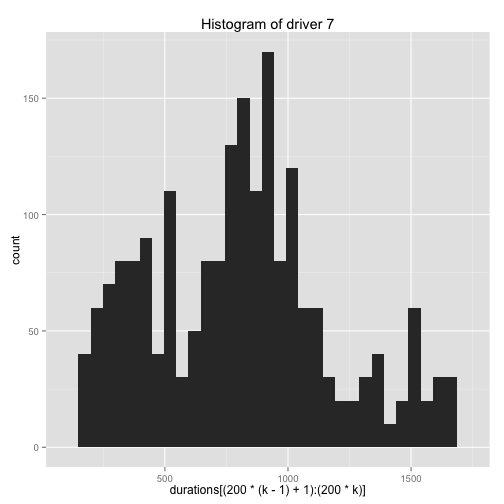 Histogram of driver 7
150
100
50
0
count
500
1000
1500
durations[(200 * (k - 1) + 1):(200 * k)]